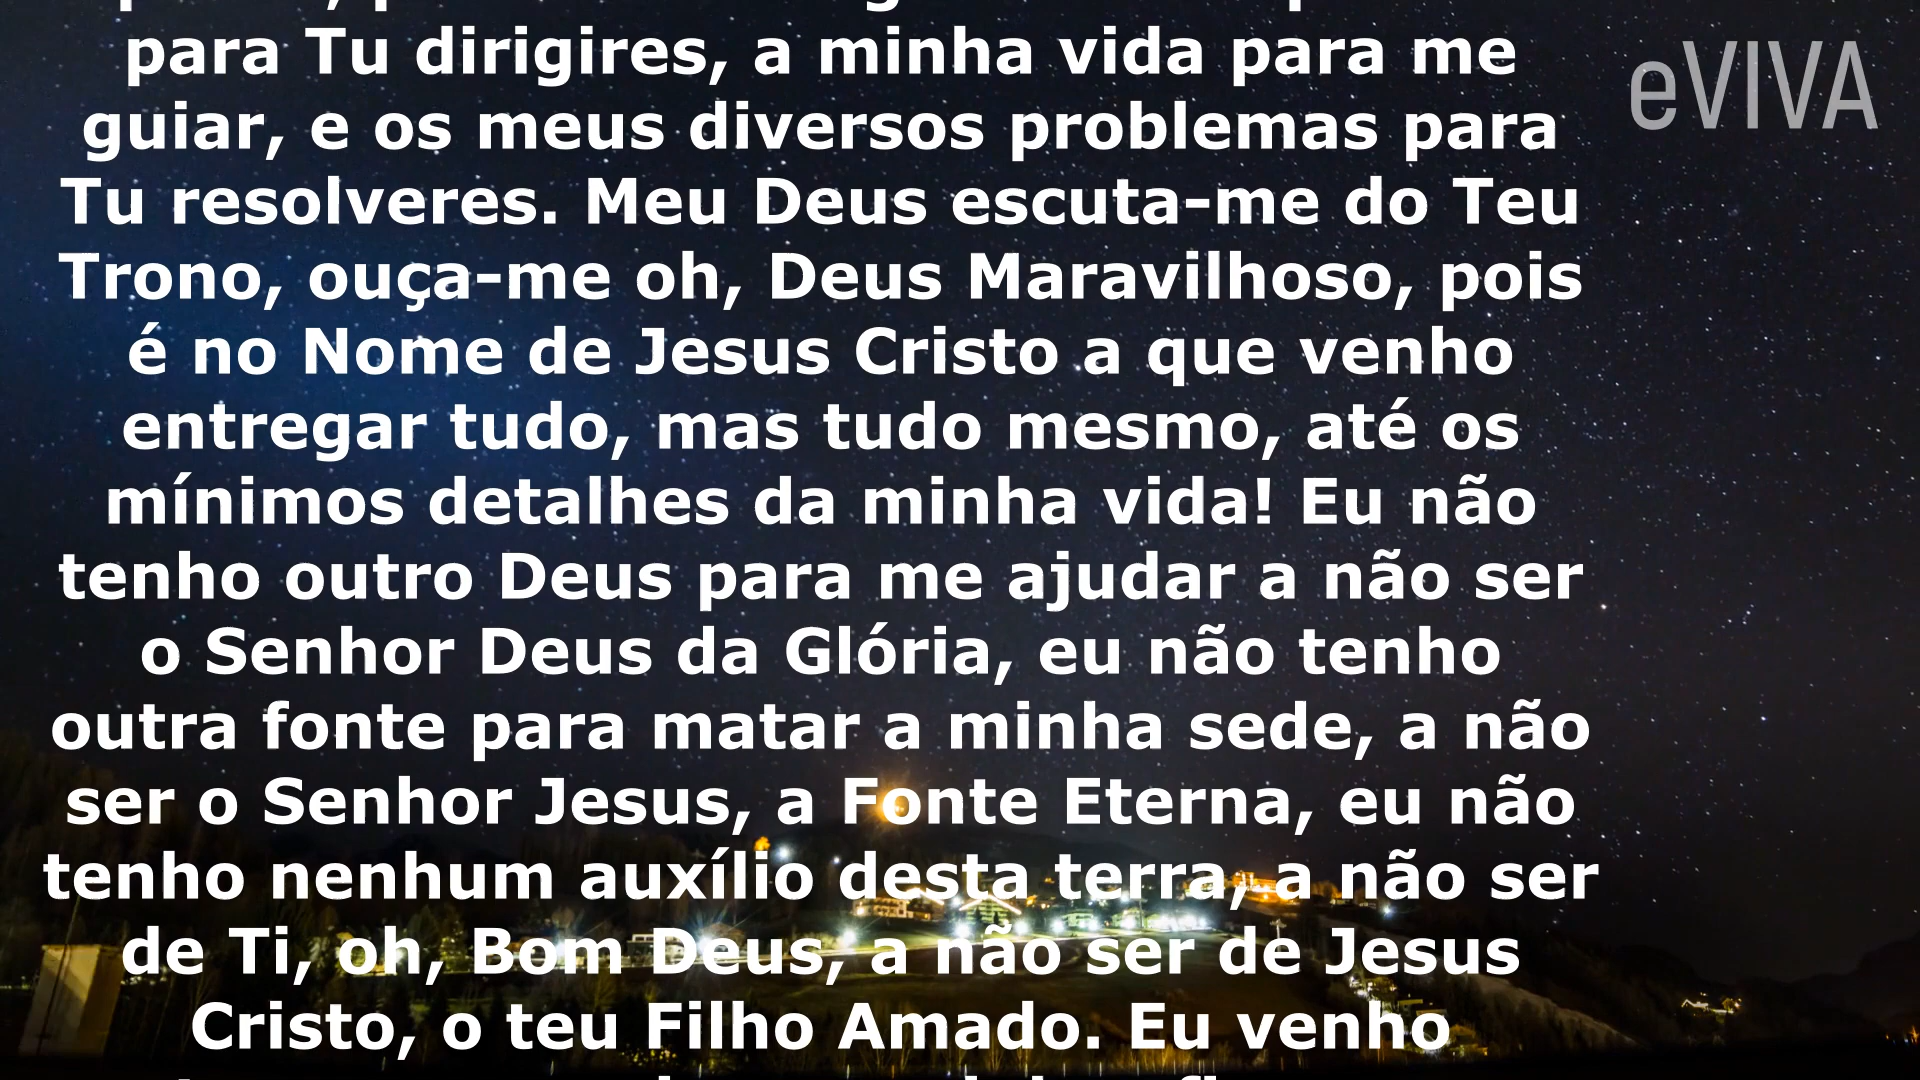 para Tu dirigires, a minha vida para me
guiar, e os meus diversos problemas para
Tu resolveres. Meu Deus escuta-me do Teu
Trono, ouça-me oh, Deus Maravilhoso, pois
é no Nome de Jesus Cristo a que venho
entregar tudo, mas tudo mesmo, até os
mínimos detalhes da minha vida! Eu não
tenho outro Deus para me ajudar a não ser
o Senhor Deus da Glória, eu não tenho
outra fonte para matar a minha sede, a não
ser o Senhor Jesus, a Fonte Eterna, eu não
tenho nenhum auxílio desta terra, a não ser
de Ti, oh, Bom Deus, a não ser de Jesus
Cristo, o teu Filho Amado. Eu venho
eVIVA